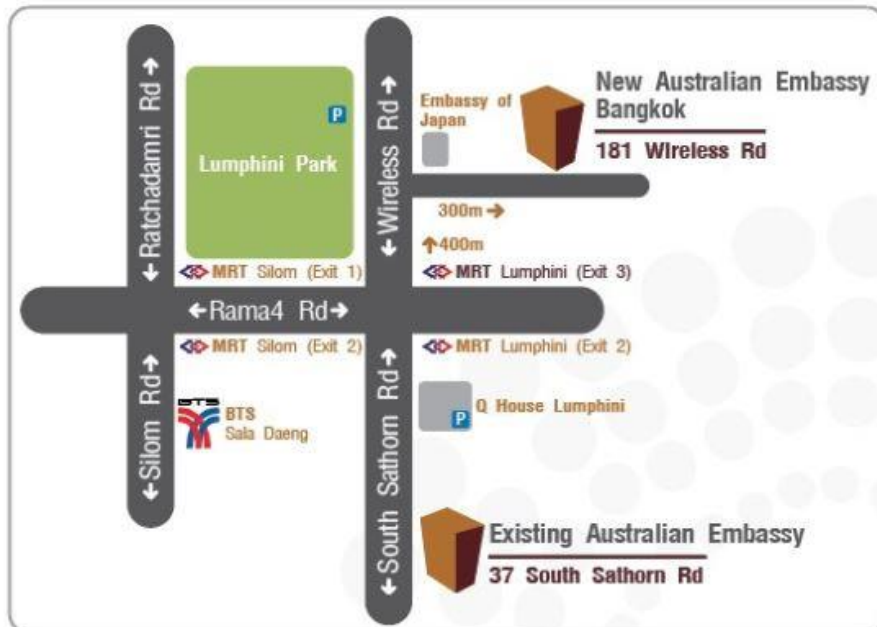 ←Ratchadamri Rd→
P
Lumphini Park
←Wireless Rd→
Embassy of
Japan
New Australian Embassy
Bangkok
181 Wireless Rd
300m→
↑400m
MRT Silom (Exit 1)
MRT Lumphini (Exit 3)
←Rama4 Rd→
MRT Silom (Exit 2)
MRT Lumphini (Exit 2)
←Silom Rd→
BTS
BTS
Sala Daeng
←South Sathorn Rd→
P
Q House Lumphini
Existing Australian Embassy
37 South Sathorn Rd